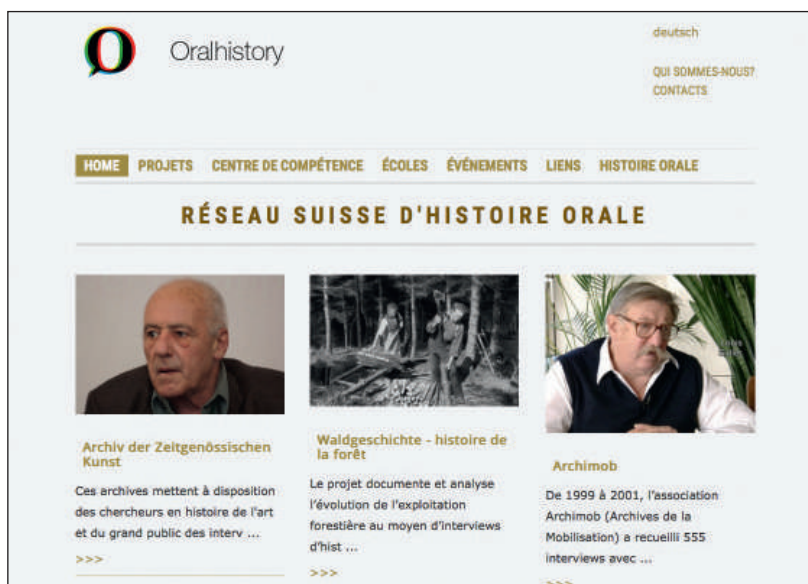 Oralhistory
deutsch
QUI SOMMES-NOUS?
CONTACTS
HOME PROJETS CENTRE DE COMPÉTENCE ÉCOLES ÉVÉNEMENTS LIENS HISTOIRE ORALE
RÉSEAU SUISSE D'HISTOIRE ORALE
Archiv der Zeitgenössischen
Kunst
Ces archives mettent à disposition
des chercheurs en histoire de l'art
et du grand public des interv ...
>>>
Waldgeschichte - histoire de
la forêt
Le projet documente et analyse
l'évolution de l'exploitation
forestière au moyen d'interviews
d'hist ...
>>>
Archimob
De 1999 à 2001, l'association
Archimob (Archives de la
Mobilisation) a recueilli 555
interviews avec ...
>>>